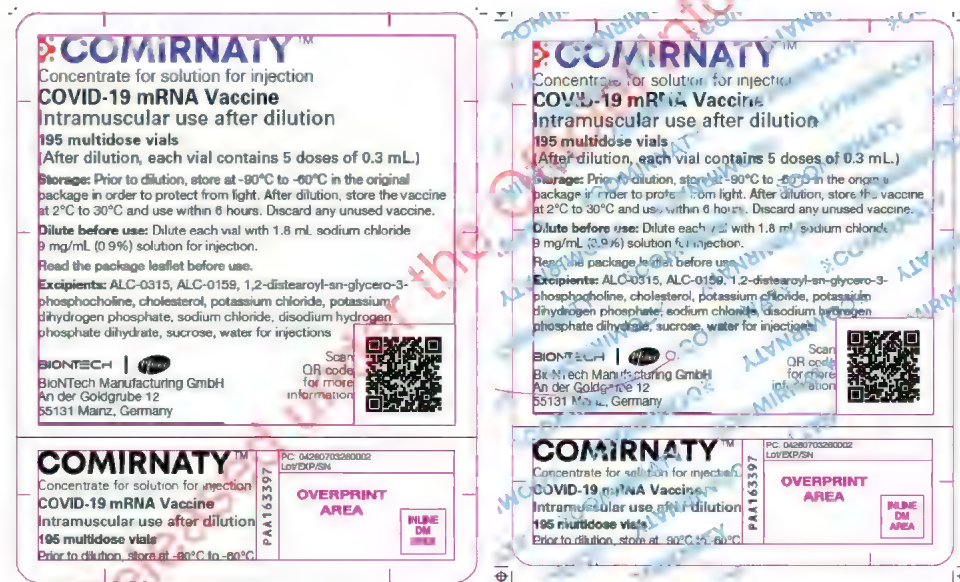 COMIRNATY™
Concentrate for solution for injection
COVID-19 mRNA Vaccine
Intramuscular use after dilution
195 multidose vials
(After dilution, each vial contains 5 doses of 0.3 mL.)
Storage: Prior to dilution, store at -90°C to -60°C in the original
package in order to protect from light. After dilution, store the vaccine
at 2°C to 30°C and use within 6 hours. Discard any unused vaccine.
Dilute before use: Dilute each vial with 1.8 mL sodium chloride
9 mg/mL (0.9%) solution for injection.
Read the package leaflet before use.
Excipients: ALC-0315, ALC-0159, 1,2-distearoyl-sn-glycero-3-
phosphocholine, cholesterol, potassium chloride, potassium
dihydrogen phosphate, sodium chloride, disodium hydrogen
phosphate dihydrate, sucrose, water for injections
BIONTECH | Pfizer
BioNTech Manufacturing GmbH
An der Goldgrube 12
55131 Mainz, Germany
Scan
QR code
for more
information
COMIRNATY™
Concentrate for solution for injection
COVID-19 mRNA Vaccine
Intramuscular use after dilution
195 multidose vials
Prior to dilution, store at -90°C to -60°C
PAA163397
PC: 04260703260002
Lot/EXP/SN
OVERPRINT
AREA
INLINE
DM
AREA
COMIRNATY™
Concentrate for solution for injection
COVID-19 mRNA Vaccine
Intramuscular use after dilution
195 multidose vials
(After dilution, each vial contains 5 doses of 0.3 mL.)
Storage: Prior to dilution, store at -90°C to -60°C in the original
package in order to protect from light. After dilution, store the vaccine
at 2°C to 30°C and use within 6 hours. Discard any unused vaccine.
Dilute before use: Dilute each vial with 1.8 mL sodium chloride
9 mg/mL (0.9%) solution for injection.
Read the package leaflet before use.
Excipients: ALC-0315, ALC-0159, 1,2-distearoyl-sn-glycero-3-
phosphocholine, cholesterol, potassium chloride, potassium
dihydrogen phosphate, sodium chloride, disodium hydrogen
phosphate dihydrate, sucrose, water for injections
BIONTECH | Pfizer
BioNTech Manufacturing GmbH
An der Goldgrube 12
55131 Mainz, Germany
Scan
QR code
for more
information
COMIRNATY™
Concentrate for solution for injection
COVID-19 mRNA Vaccine
Intramuscular use after dilution
195 multidose vials
Prior to dilution, store at -90°C to -60°C
PAA163397
PC: 04260703260002
Lot/EXP/SN
OVERPRINT
AREA
INLINE
DM
AREA
released under the